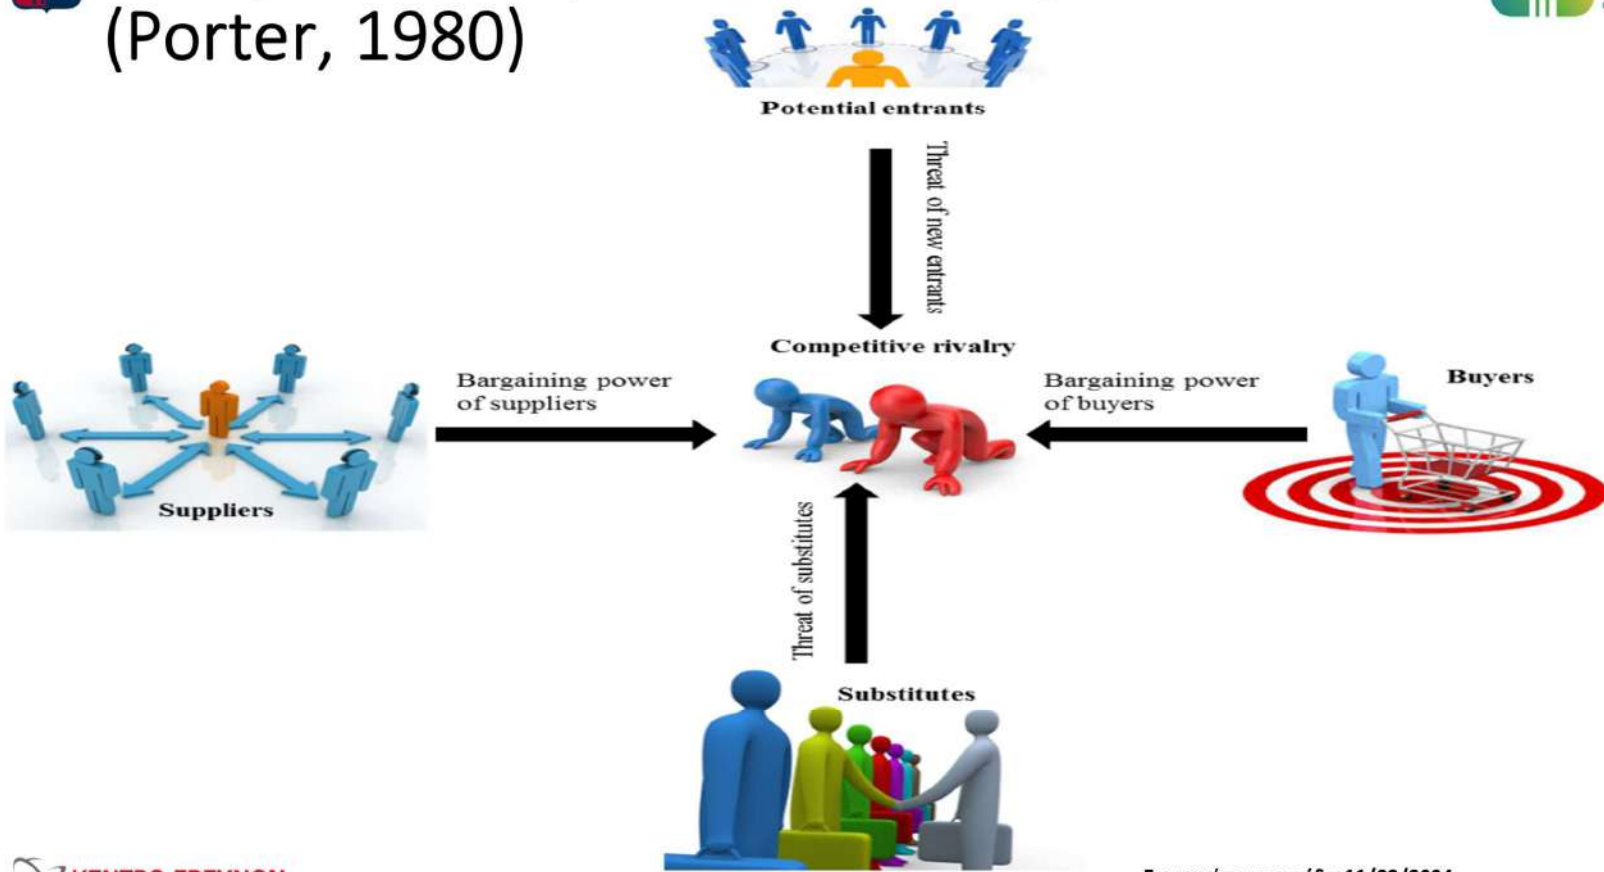 (Porter, 1980)
Potential entrants
Threat of new entrants
Competitive rivalry
Bargaining power
of suppliers
Bargaining power
of buyers
Buyers
Suppliers
Threat of substitutes
Substitutes